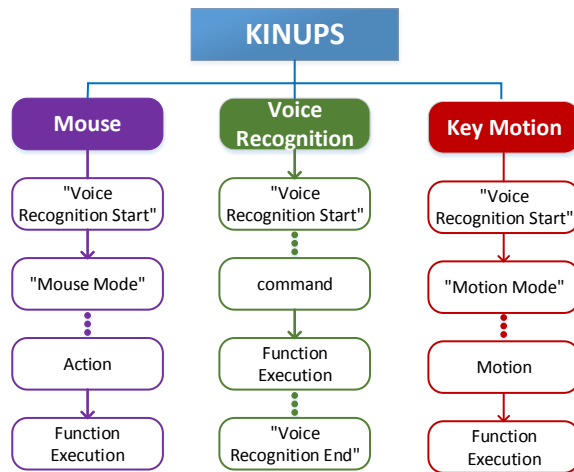 KINUPS
Mouse
"Voice
Recognition Start"
"Mouse Mode"
Action
Function
Execution
Voice
Recognition
"Voice
Recognition Start"
command
Function
Execution
"Voice
Recognition End"
Key Motion
"Voice
Recognition Start"
"Motion Mode"
Motion
Function
Execution